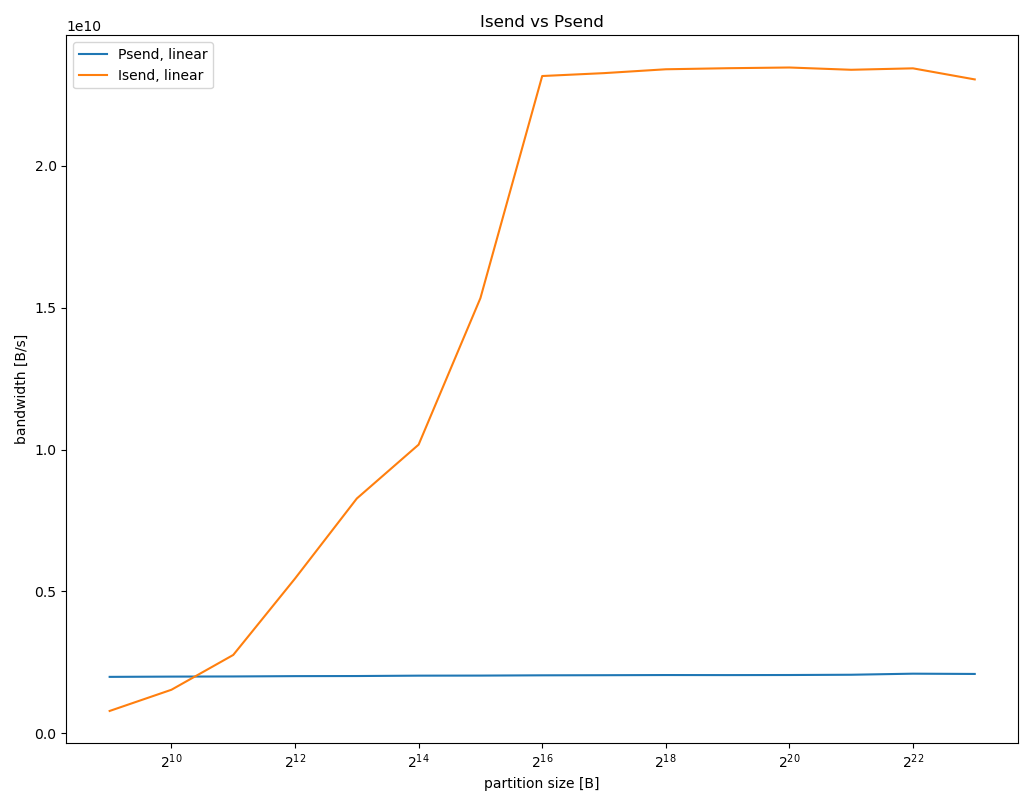 Isend vs Psend
1e10
Psend, linear
Isend, linear
2.0
1.5
1.0
0.5
0.0
bandwidth [B/s]
2^10 2^12 2^14 2^16 2^18 2^20 2^22
partition size [B]